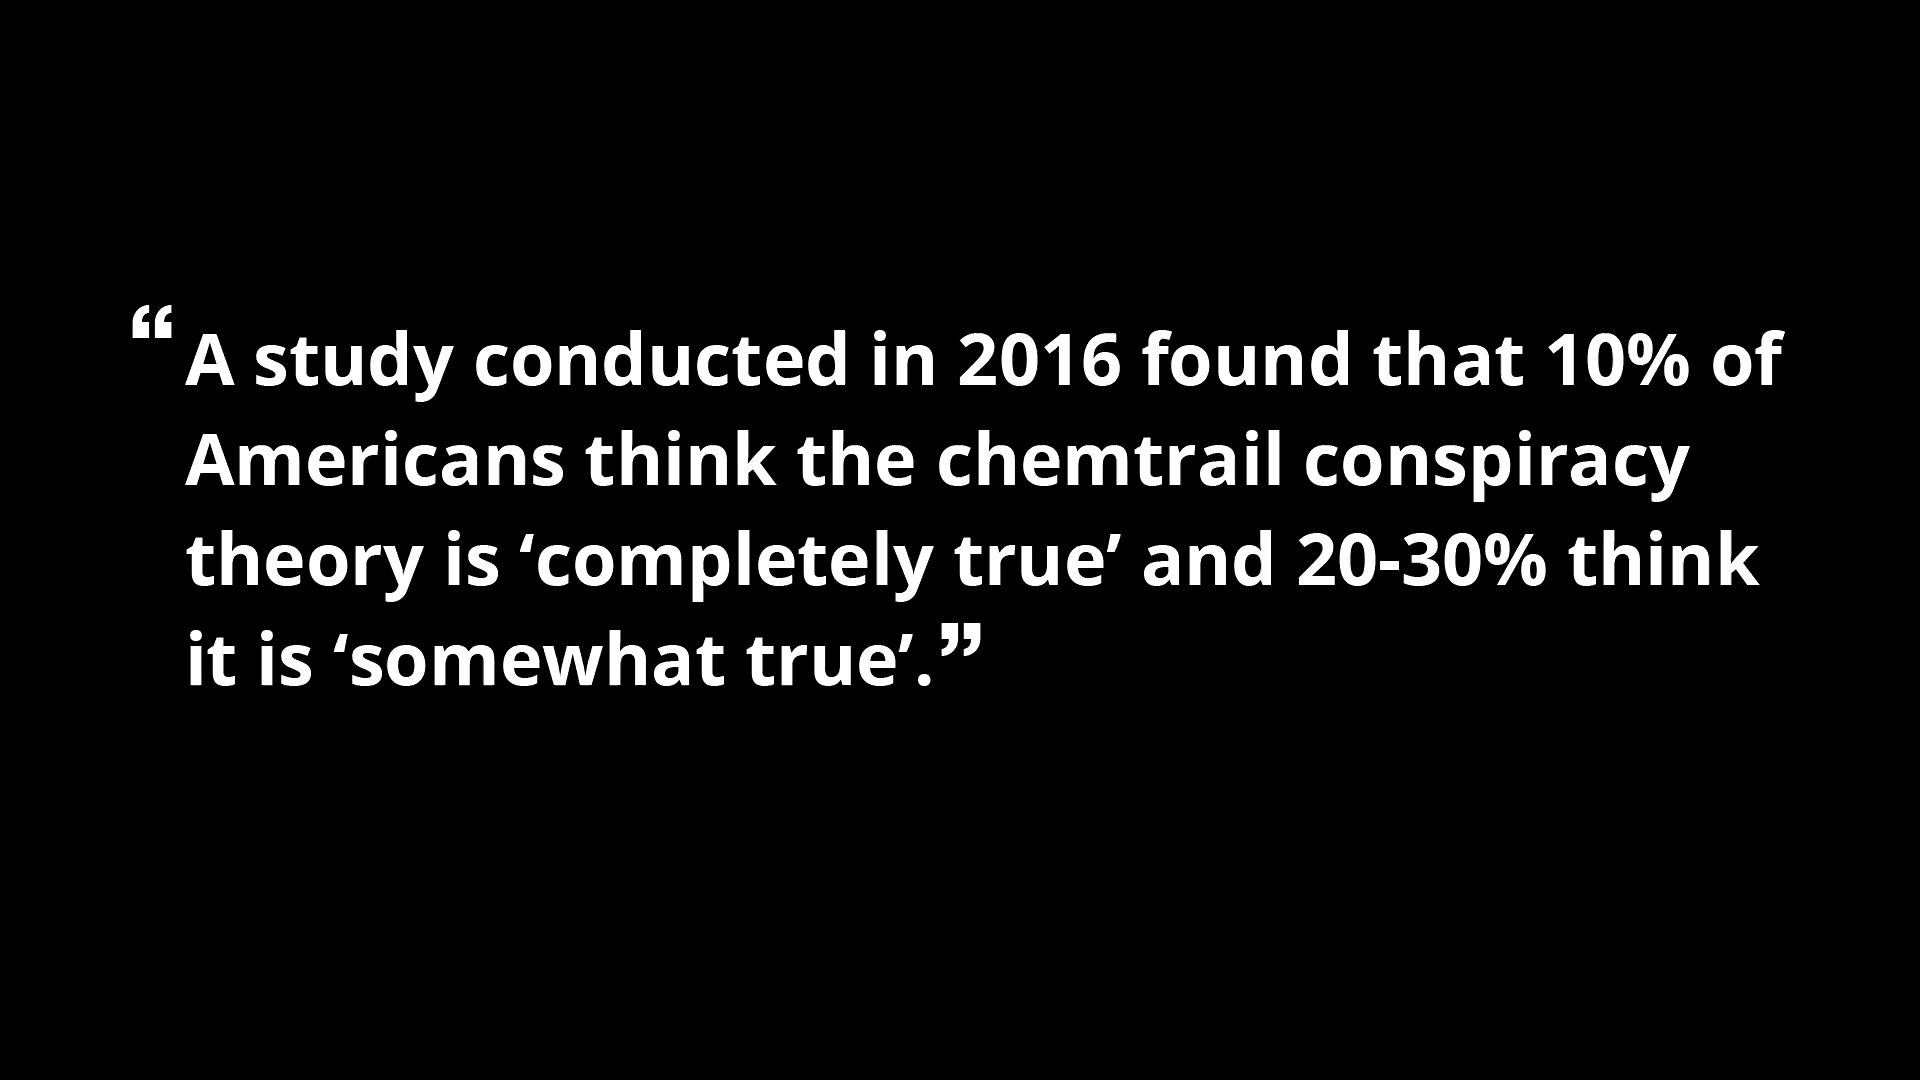 “A study conducted in 2016 found that 10% of
Americans think the chemtrail conspiracy
theory is ‘completely true’ and 20-30% think
it is ‘somewhat true’.”